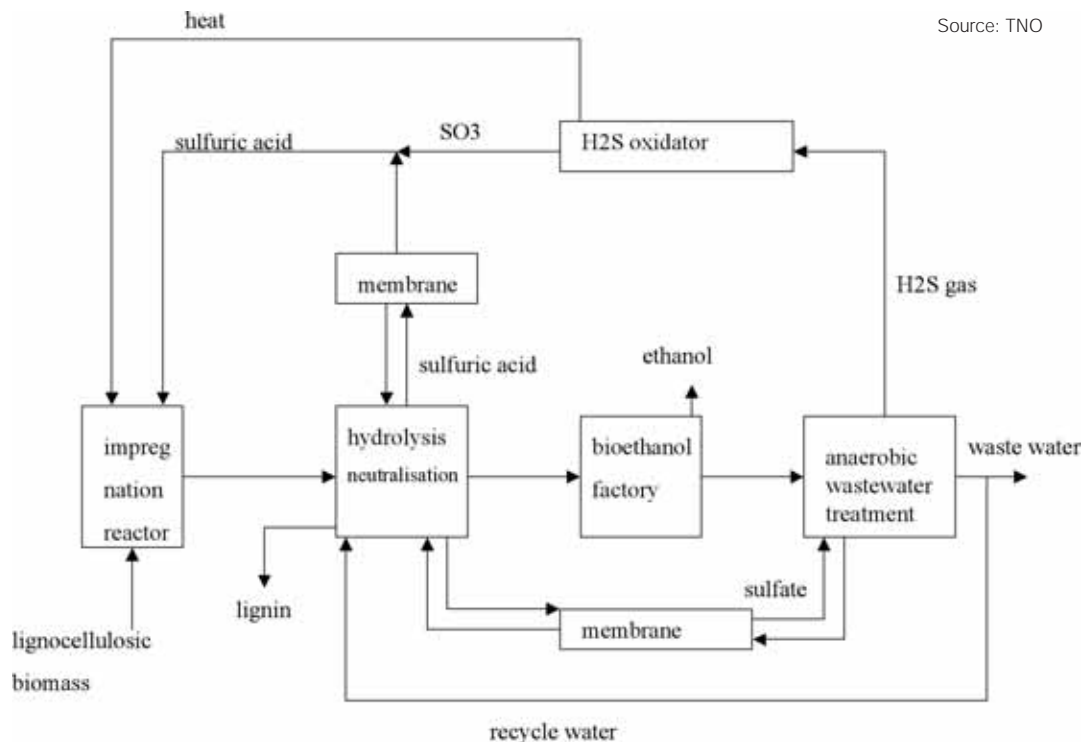 heat
Source: TNO
SO3
H2S oxidator
sulfuric acid
membrane
H2S gas
sulfuric acid
ethanol
impreg
nation
reactor
hydrolysis
neutralisation
bioethanol
factory
anaerobic
wastewater
treatment
waste water
lignin
sulfate
membrane
lignocellulosic
biomass
recycle water